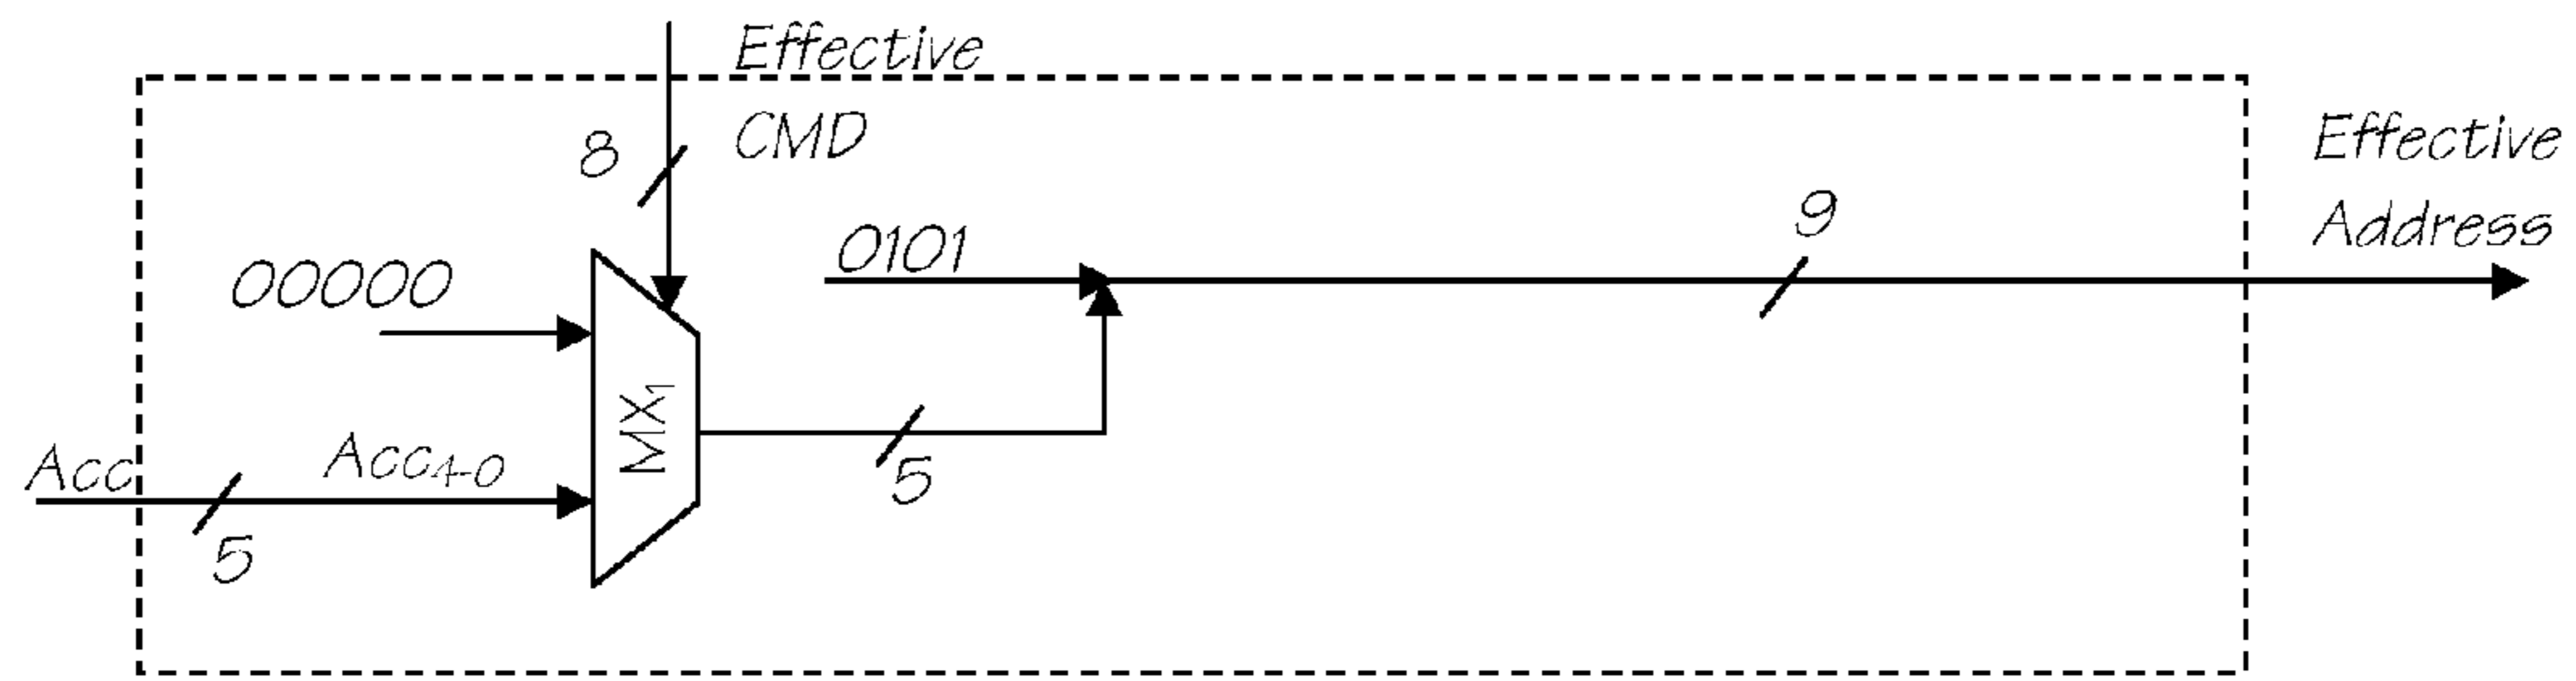 Effective
CMD
8
Effective
Address
9
0101
00000
MX₁
Acc
Acc₄₋₀
5
5